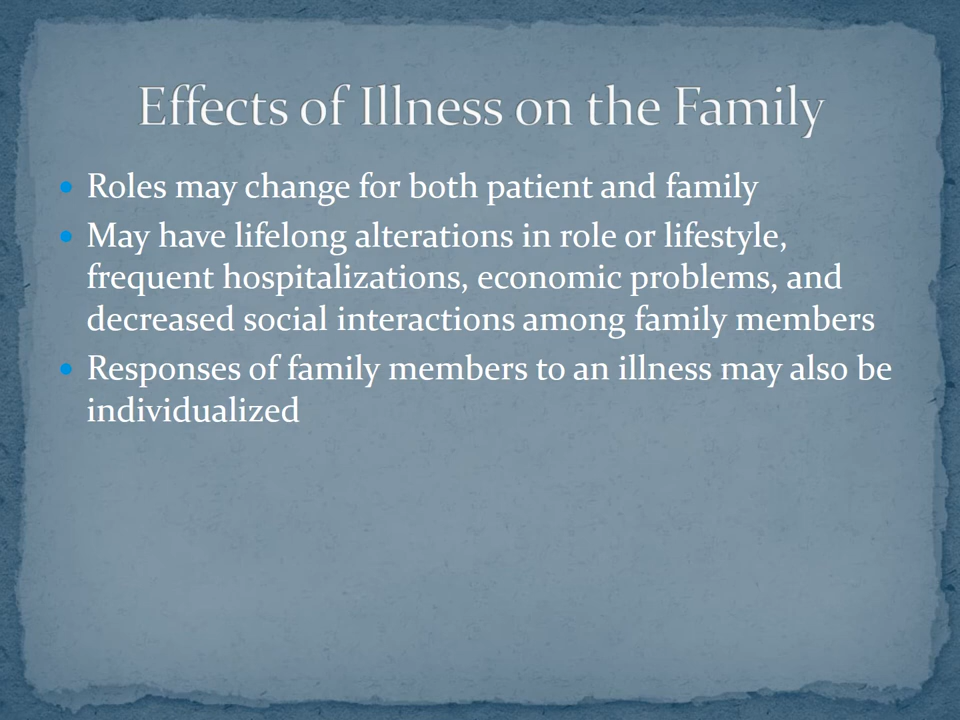 Effects of Illness on the Family
• Roles may change for both patient and family
• May have lifelong alterations in role or lifestyle,
frequent hospitalizations, economic problems, and
decreased social interactions among family members
• Responses of family members to an illness may also be
individualized